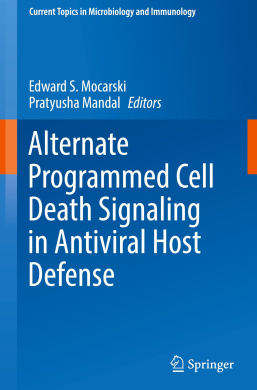 Current Topics in Microbiology and Immunology
Edward S. Mocarski
Pratyusha Mandal Editors
Alternate
Programmed Cell
Death Signaling
in Antiviral Host
Defense
Springer